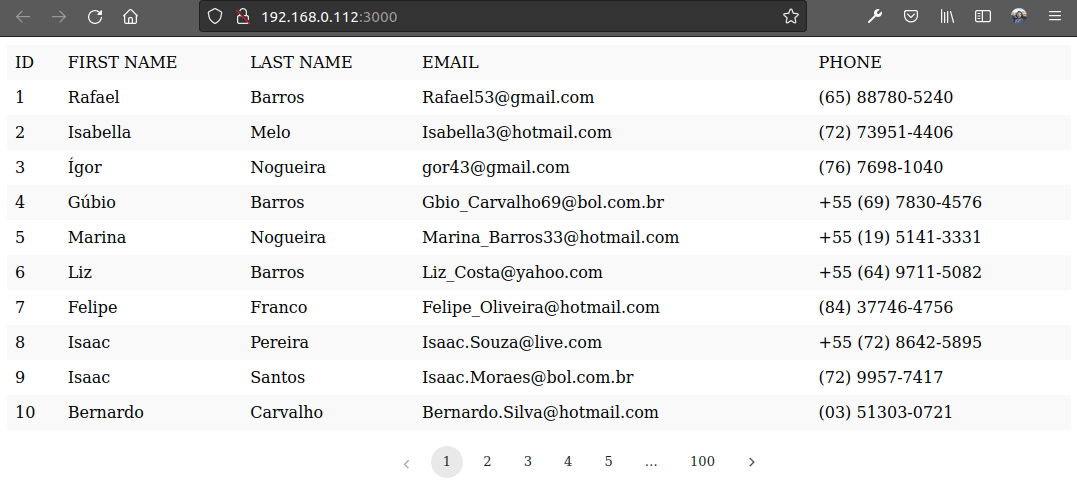 192.168.0.112:3000
ID FIRST NAME LAST NAME EMAIL PHONE
1 Rafael Barros Rafael53@gmail.com (65) 88780-5240
2 Isabella Melo Isabella3@hotmail.com (72) 73951-4406
3 Ígor Nogueira gor43@gmail.com (76) 7698-1040
4 Gúbio Barros Gbio_Carvalho69@bol.com.br +55 (69) 7830-4576
5 Marina Nogueira Marina_Barros33@hotmail.com +55 (19) 5141-3331
6 Liz Barros Liz_Costa@yahoo.com +55 (64) 9711-5082
7 Felipe Franco Felipe_Oliveira@hotmail.com (84) 37746-4756
8 Isaac Pereira Isaac.Souza@live.com +55 (72) 8642-5895
9 Isaac Santos Isaac.Moraes@bol.com.br (72) 9957-7417
10 Bernardo Carvalho Bernardo.Silva@hotmail.com (03) 51303-0721
‹ 1 2 3 4 5 ... 100 ›